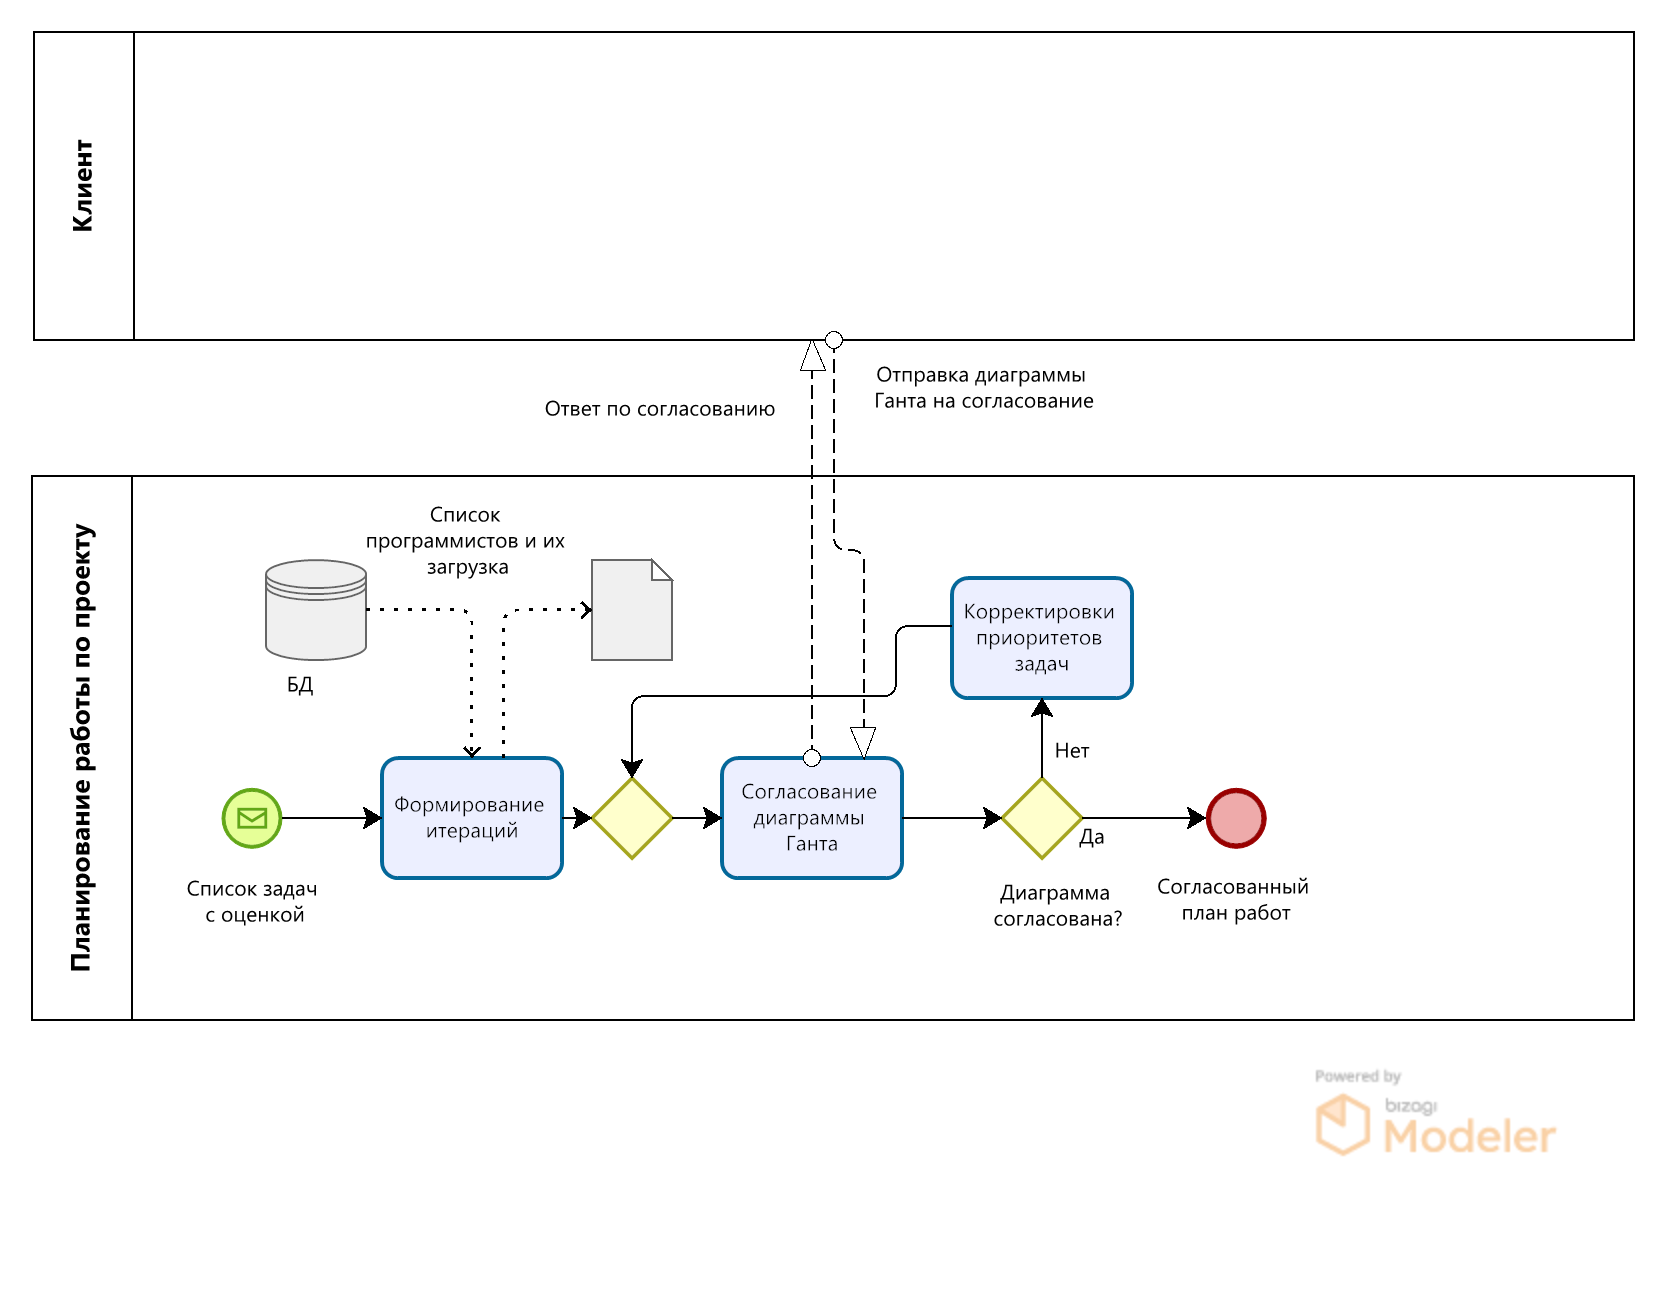 Клиент
Ответ по согласованию
Отправка диаграммы
Ганта на согласование
Планирование работы по проекту
Список
программистов и их
загрузка
БД
Корректировки
приоритетов
задач
Нет
Формирование
итераций
Согласование
диаграммы
Ганта
Да
Список задач
с оценкой
Диаграмма
согласована?
Согласованный
план работ
Powered by
bizagi
Modeler